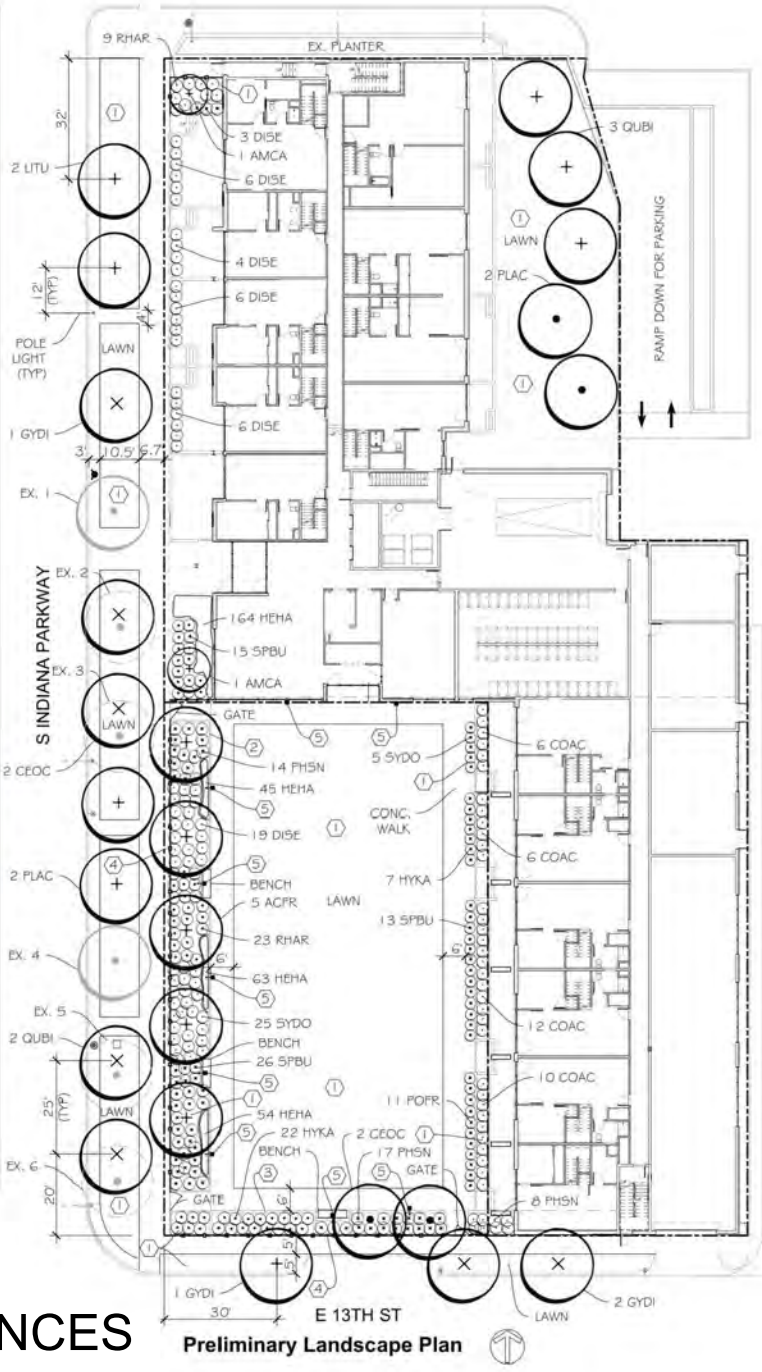 9 RHAR
EX. PLANTER
32'
1
1
3 DISE
1 AMCA
3 QUBI
2 LITU
6 DISE
1
LAWN
4 DISE
2 PLAC
12'
(TYP)
6 DISE
4'
RAMP DOWN FOR PARKING
POLE
LIGHT
(TYP)
LAWN
1
1 GYDI
6 DISE
3'
10.5'
6.7'
EX. 1
1
S INDIANA PARKWAY
EX. 2
164 HEHA
15 SPBU
EX. 3
1 AMCA
LAWN
GATE
5
5
2
5 SYDO
6 COAC
14 PHSN
1
2 CEOC
45 HEHA
5
CONC.
WALK
1
19 DISE
6 COAC
4
5
2 PLAC
BENCH
7 HYKA
5 ACFR
LAWN
13 SPBU
23 RHAR
EX. 4
6'
6'
63 HEHA
5
12 COAC
EX. 5
25 SYDO
2 QUBI
BENCH
26 SPBU
10 COAC
5
25'
(TYP)
1
1
11 POFR
LAWN
54 HEHA
5
22 HYKA
2 CEOC
1
BENCH
17 PHSN
EX. 6
3
5
5
GATE
20'
1
GATE
6'
8 PHSN
1
5'
5'
4
1 GYDI
2 GYDI
30'
E 13TH ST
LAWN
NCES
Preliminary Landscape Plan